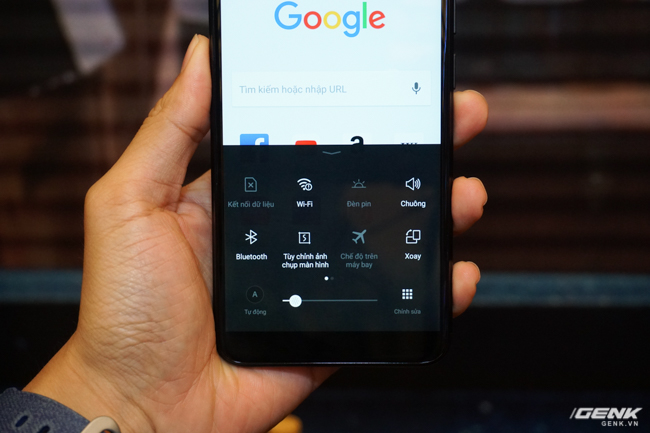 Google
Tìm kiếm hoặc nhập URL
f
a
Kết nối dữ liệu
Wi-Fi
Đèn pin
Chuông
Bluetooth
Tùy chỉnh ảnh
chụp màn hình
Chế độ trên
máy bay
Xoay
A
Tự động
Chỉnh sửa
GENK
GENK.VN